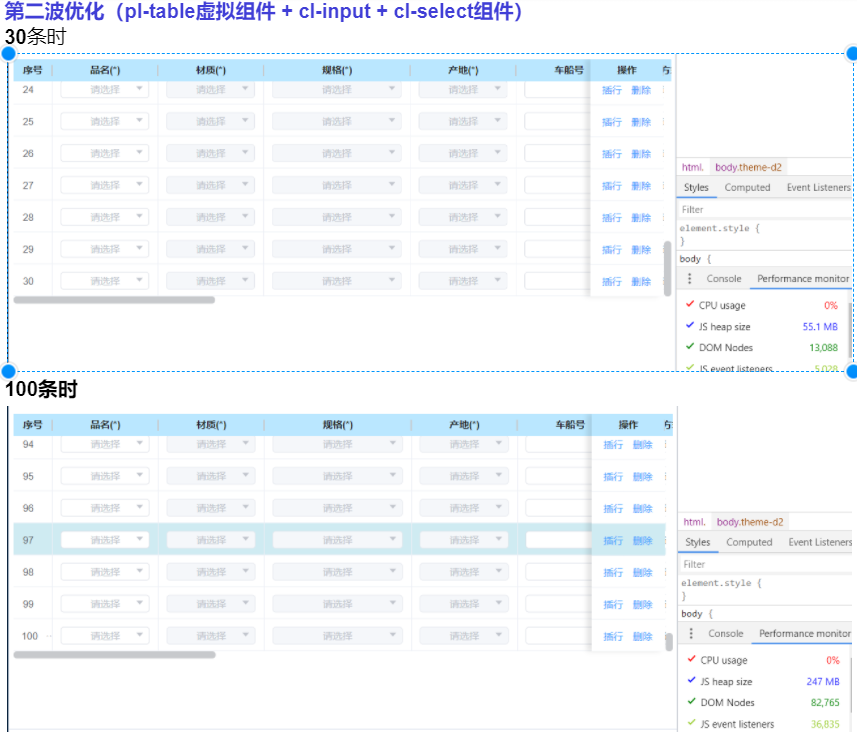 第二波优化（pl-table虚拟组件 + cl-input + cl-select组件）
30条时
序号 品名(*) 材质(*) 规格(*) 产地(*) 车船号 操作
24 请选择 请选择 请选择 请选择 插行 删除
25 请选择 请选择 请选择 请选择 插行 删除
26 请选择 请选择 请选择 请选择 插行 删除
27 请选择 请选择 请选择 请选择 插行 删除
28 请选择 请选择 请选择 请选择 插行 删除
29 请选择 请选择 请选择 请选择 插行 删除
30 请选择 请选择 请选择 请选择 插行 删除
html. body.theme-d2
Styles Computed Event Listeners
Filter
element.style {
}
body {
Console Performance monitor
CPU usage 0%
JS heap size 55.1 MB
DOM Nodes 13,088
JS event listeners 5,028
100条时
序号 品名(*) 材质(*) 规格(*) 产地(*) 车船号 操作
94 请选择 请选择 请选择 请选择 插行 删除
95 请选择 请选择 请选择 请选择 插行 删除
96 请选择 请选择 请选择 请选择 插行 删除
97 请选择 请选择 请选择 请选择 插行 删除
98 请选择 请选择 请选择 请选择 插行 删除
99 请选择 请选择 请选择 请选择 插行 删除
100 请选择 请选择 请选择 请选择 插行 删除
html. body.theme-d2
Styles Computed Event Listeners
Filter
element.style {
}
body {
Console Performance monitor
CPU usage 0%
JS heap size 247 MB
DOM Nodes 82,765
JS event listeners 36,835